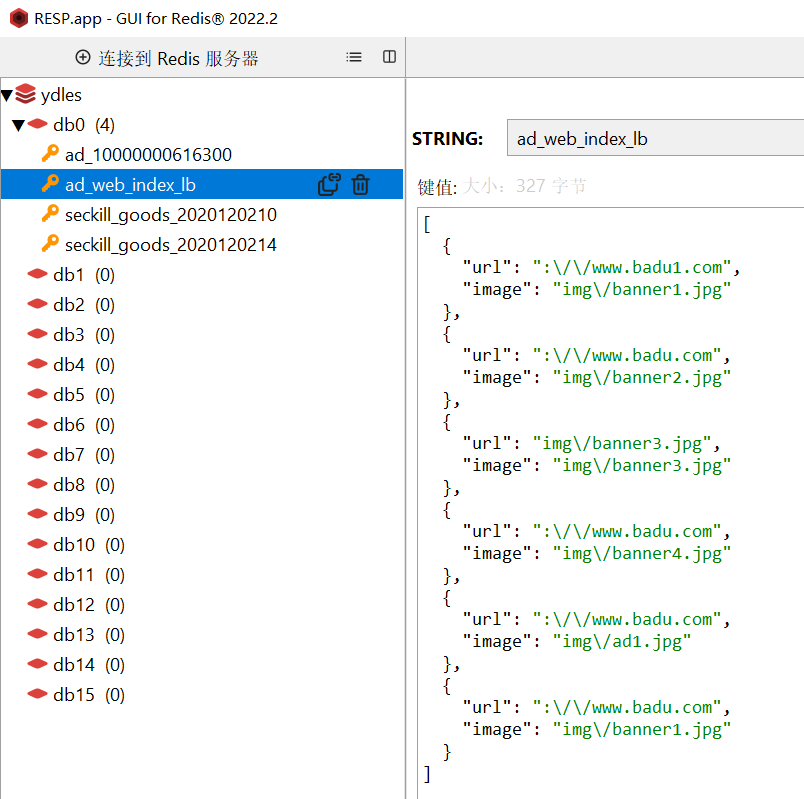 RESP.app - GUI for Redis® 2022.2
连接到 Redis 服务器
ydles
db0 (4)
ad_10000000616300
ad_web_index_lb
seckill_goods_2020120210
seckill_goods_2020120214
db1 (0)
db2 (0)
db3 (0)
db4 (0)
db5 (0)
db6 (0)
db7 (0)
db8 (0)
db9 (0)
db10 (0)
db11 (0)
db12 (0)
db13 (0)
db14 (0)
db15 (0)
STRING: ad_web_index_lb
键值: 大小: 327 字节
[
{
"url": ":\/\/www.badu1.com",
"image": "img\/banner1.jpg"
},
{
"url": ":\/\/www.badu.com",
"image": "img\/banner2.jpg"
},
{
"url": "img\/banner3.jpg",
"image": "img\/banner3.jpg"
},
{
"url": ":\/\/www.badu.com",
"image": "img\/banner4.jpg"
},
{
"url": ":\/\/www.badu.com",
"image": "img\/ad1.jpg"
},
{
"url": ":\/\/www.badu.com",
"image": "img\/banner1.jpg"
}
]